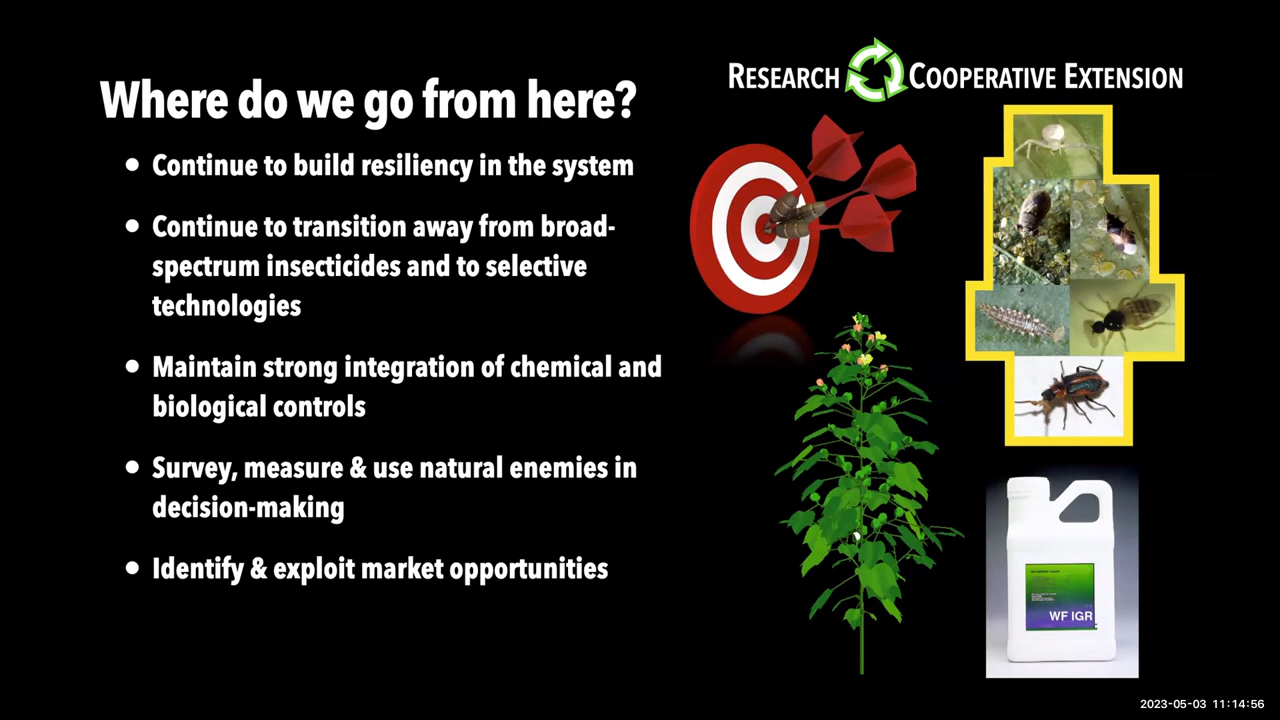 RESEARCH COOPERATIVE EXTENSION
Where do we go from here?
• Continue to build resiliency in the system
• Continue to transition away from broad-
spectrum insecticides and to selective
technologies
• Maintain strong integration of chemical and
biological controls
• Survey, measure & use natural enemies in
decision-making
• Identify & exploit market opportunities
WF IGR
2023-05-03 11:14:56